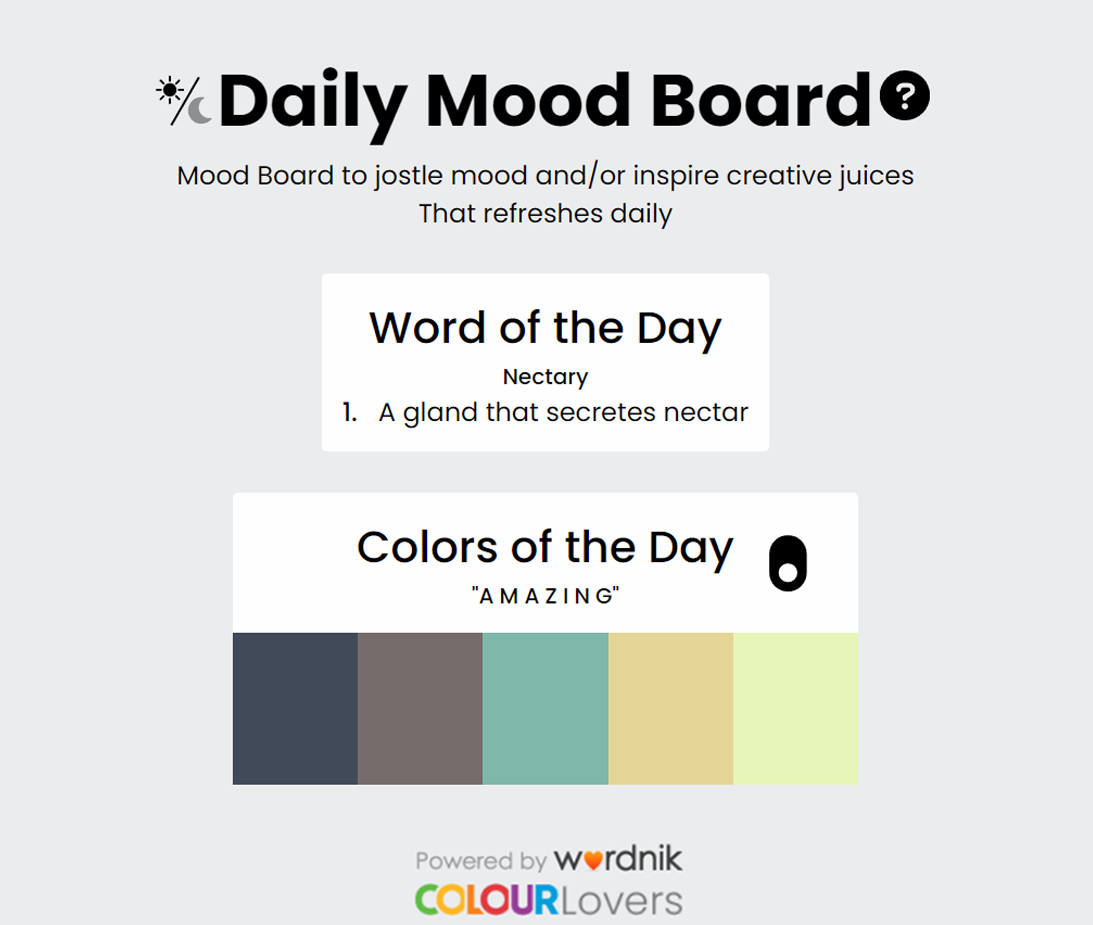 Daily Mood Board ?
Mood Board to jostle mood and/or inspire creative juices
That refreshes daily
Word of the Day
Nectary
1. A gland that secretes nectar
Colors of the Day
"A M A Z I N G"
Powered by wordnik
COLOURLovers